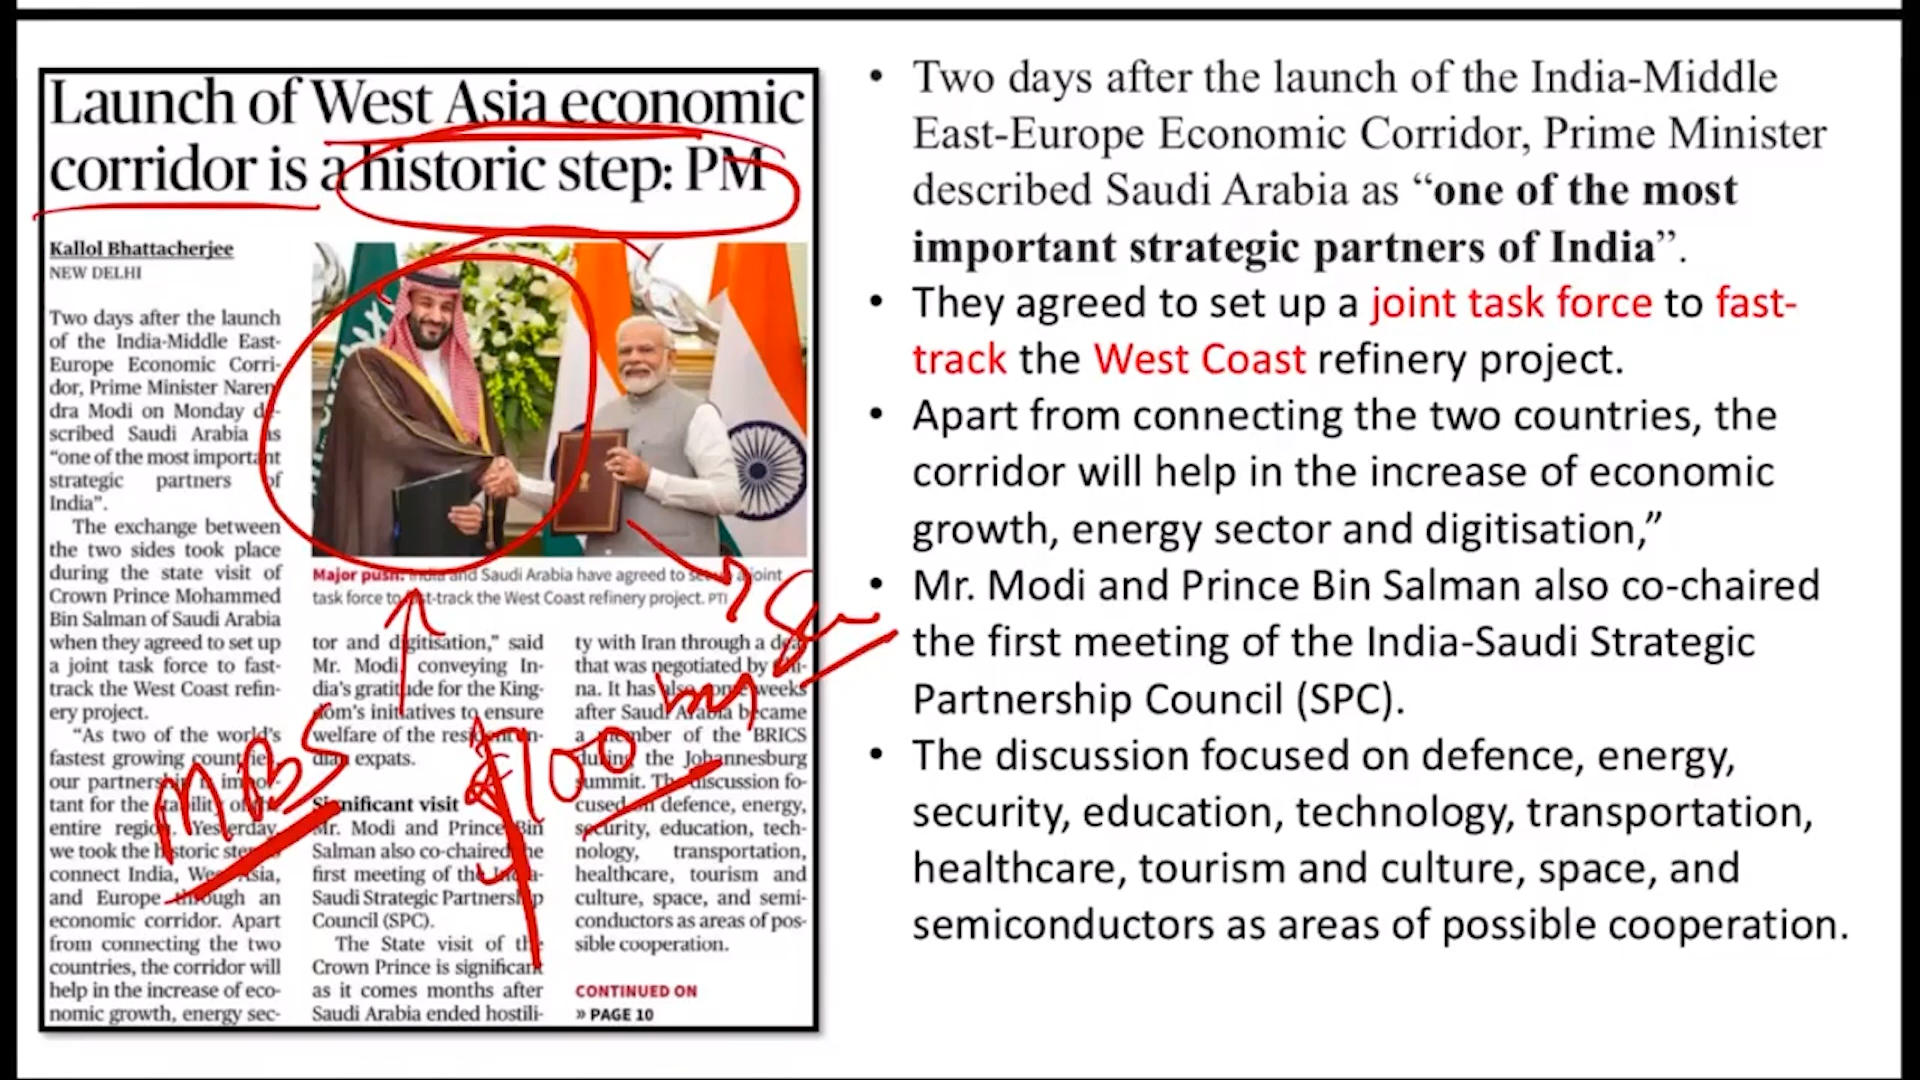 Launch of West Asia economic
corridor is a historic step: PM
Kallol Bhattacherjee
NEW DELHI
Two days after the launch
of the India-Middle East-
Europe Economic Corri-
dor, Prime Minister Naren-
dra Modi on Monday de-
scribed Saudi Arabia as
“one of the most important
strategic partners of
India”.
The exchange between
the two sides took place
during the state visit of
Crown Prince Mohammed
Bin Salman of Saudi Arabia
when they agreed to set up
a joint task force to fast-
track the West Coast refin-
ery project.
“As two of the world’s
fastest growing countries,
our partnership is impor-
tant for the stability of the
entire region. Yesterday,
we took the historic step to
connect India, West Asia,
and Europe through an
economic corridor. Apart
from connecting the two
countries, the corridor will
help in the increase of eco-
nomic growth, energy sec-
Major push: India and Saudi Arabia have agreed to set up a joint
task force to fast-track the West Coast refinery project. PTI
tor and digitisation,” said
Mr. Modi, conveying In-
dia’s gratitude for the King-
dom’s initiatives to ensure
welfare of the resident In-
dian expats.
Significant visit
Mr. Modi and Prince Bin
Salman also co-chaired the
first meeting of the India-
Saudi Strategic Partnership
Council (SPC).
The State visit of the
Crown Prince is significant
as it comes months after
Saudi Arabia ended hostili-
ty with Iran through a deal
that was negotiated by Chi-
na. It has also come weeks
after Saudi Arabia became
a member of the BRICS
during the Johannesburg
summit. The discussion fo-
cused on defence, energy,
security, education, tech-
nology, transportation,
healthcare, tourism and
culture, space, and semi-
conductors as areas of pos-
sible cooperation.
CONTINUED ON
» PAGE 10
MBS
$100
• Two days after the launch of the India-Middle
East-Europe Economic Corridor, Prime Minister
described Saudi Arabia as “one of the most
important strategic partners of India”.
• They agreed to set up a joint task force to fast-
track the West Coast refinery project.
• Apart from connecting the two countries, the
corridor will help in the increase of economic
growth, energy sector and digitisation,”
• Mr. Modi and Prince Bin Salman also co-chaired
the first meeting of the India-Saudi Strategic
Partnership Council (SPC).
• The discussion focused on defence, energy,
security, education, technology, transportation,
healthcare, tourism and culture, space, and
semiconductors as areas of possible cooperation.